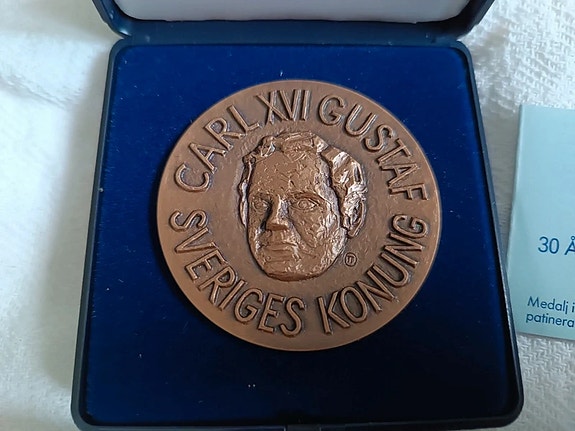 CARL XVI GUSTAF
SVERIGES KONUNG
30 Å
Medalj i
patinera